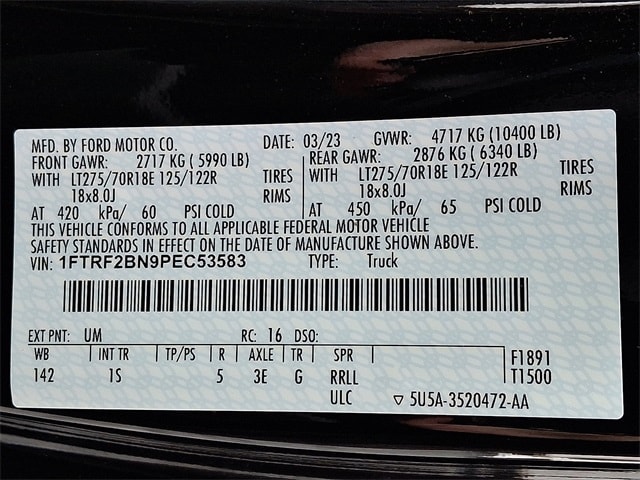 MFD. BY FORD MOTOR CO. DATE: 03/23 GVWR: 4717 KG (10400 LB)
FRONT GAWR: 2717 KG ( 5990 LB) REAR GAWR: 2876 KG ( 6340 LB)
WITH LT275/70R18E 125/122R TIRES WITH LT275/70R18E 125/122R TIRES
18x8.0J RIMS 18x8.0J RIMS
AT 420 kPa/ 60 PSI COLD AT 450 kPa/ 65 PSI COLD
THIS VEHICLE CONFORMS TO ALL APPLICABLE FEDERAL MOTOR VEHICLE
SAFETY STANDARDS IN EFFECT ON THE DATE OF MANUFACTURE SHOWN ABOVE.
VIN: 1FTRF2BN9PEC53583 TYPE: Truck
EXT PNT: UM RC: 16 DSO:
WB INT TR TP/PS R AXLE TR SPR F1891
142 1S 5 3E G RRLL T1500
ULC ▽ 5U5A-3520472-AA